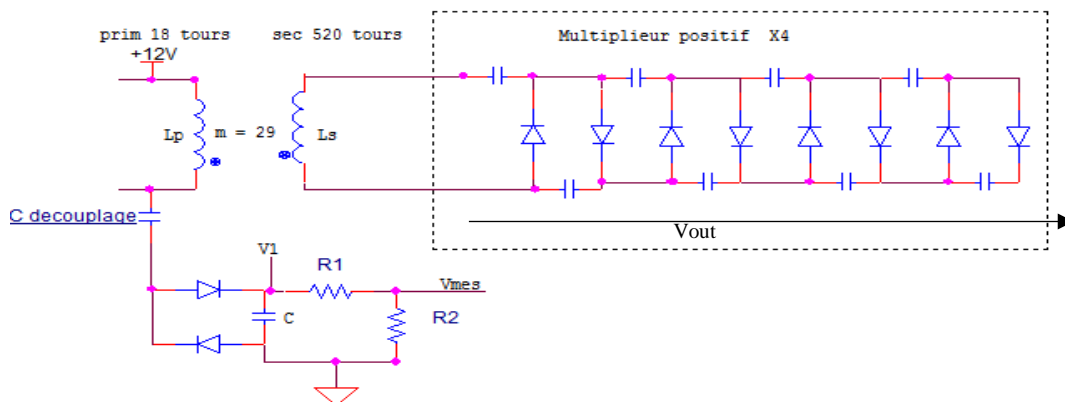 prim 18 tours
sec 520 tours
Multiplieur positif X4
+12V
Lp
m = 29
Ls
C decouplage
Vout
V1
R1
Vmes
C
R2